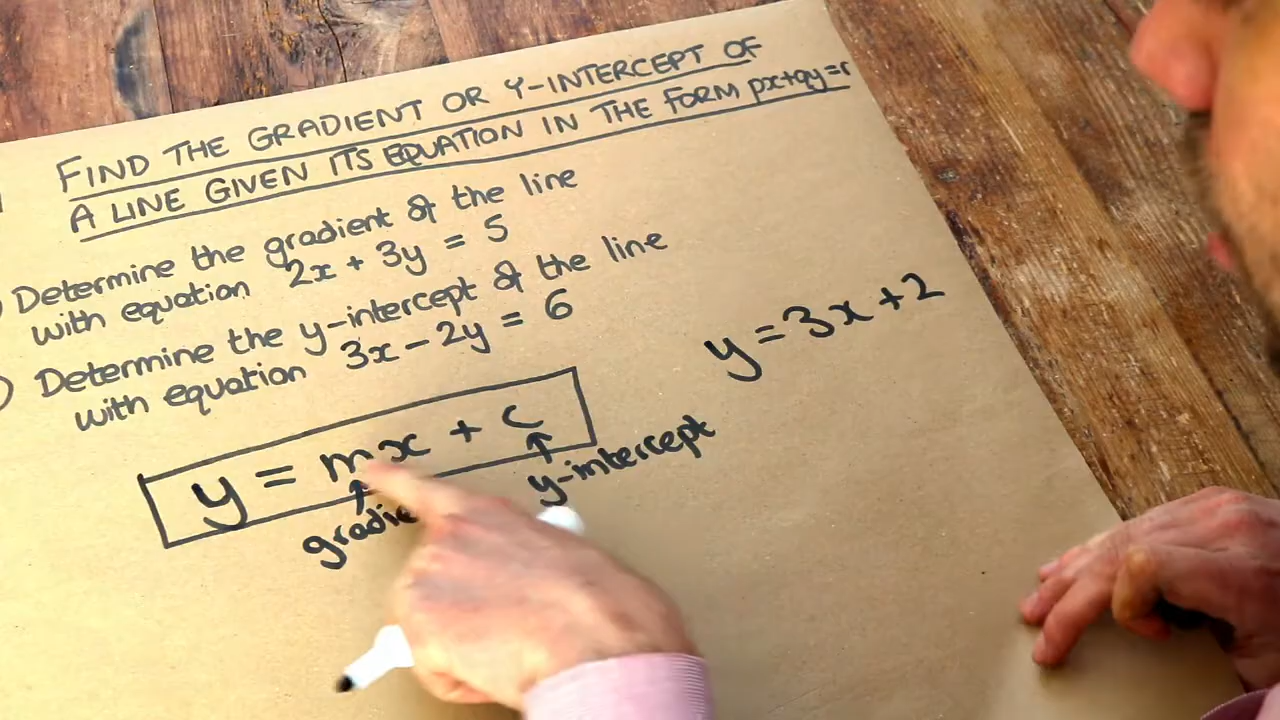 FIND THE GRADIENT OR Y-INTERCEPT OF
A LINE GIVEN ITS EQUATION IN THE FORM px+qy=r
Determine the gradient of the line
with equation 2x + 3y = 5
Determine the y-intercept of the line
with equation 3x - 2y = 6
y = 3x + 2
y = mx + c
y-intercept